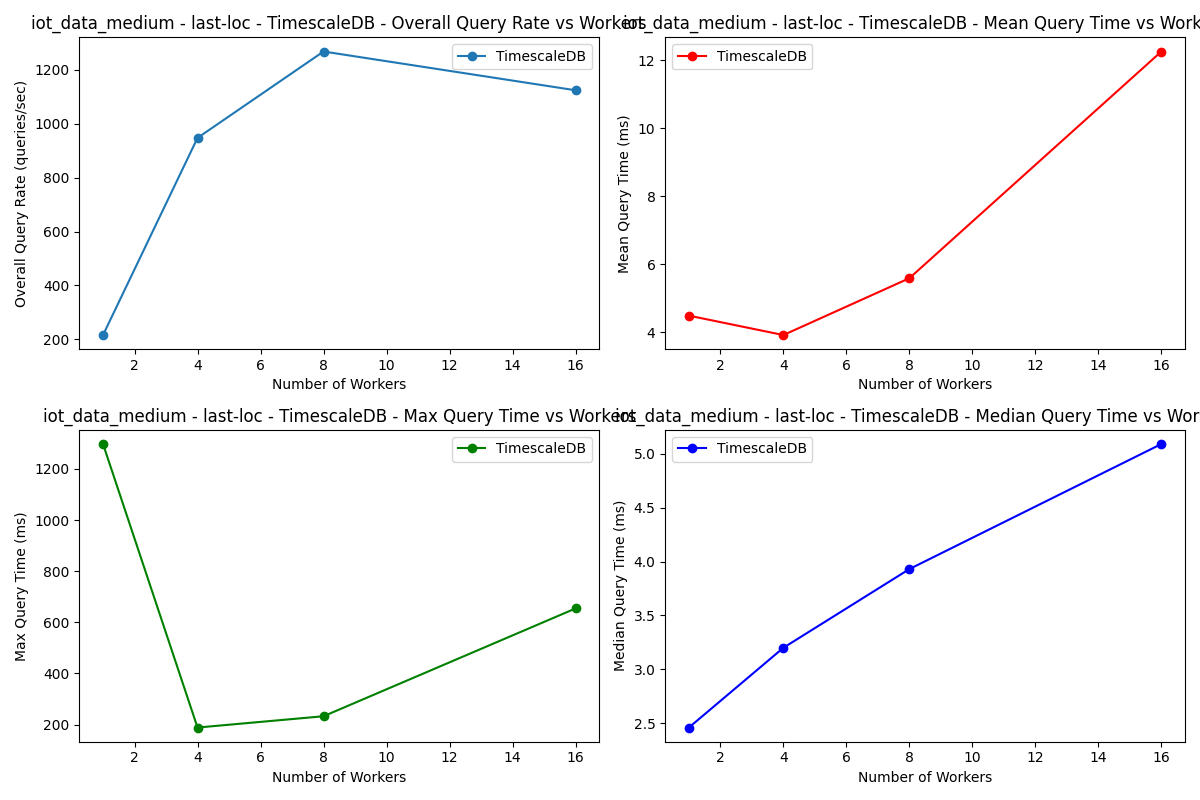 iot_data_medium - last-loc - TimescaleDB - Overall Query Rate vs Workers
TimescaleDB
Overall Query Rate (queries/sec)
1200
1000
800
600
400
200
2 4 6 8 10 12 14 16
Number of Workers
iot_data_medium - last-loc - TimescaleDB - Mean Query Time vs Work
TimescaleDB
Mean Query Time (ms)
12
10
8
6
4
2 4 6 8 10 12 14 16
Number of Workers
iot_data_medium - last-loc - TimescaleDB - Max Query Time vs Workers
TimescaleDB
Max Query Time (ms)
1200
1000
800
600
400
200
2 4 6 8 10 12 14 16
Number of Workers
iot_data_medium - last-loc - TimescaleDB - Median Query Time vs Wor
TimescaleDB
Median Query Time (ms)
5.0
4.5
4.0
3.5
3.0
2.5
2 4 6 8 10 12 14 16
Number of Workers